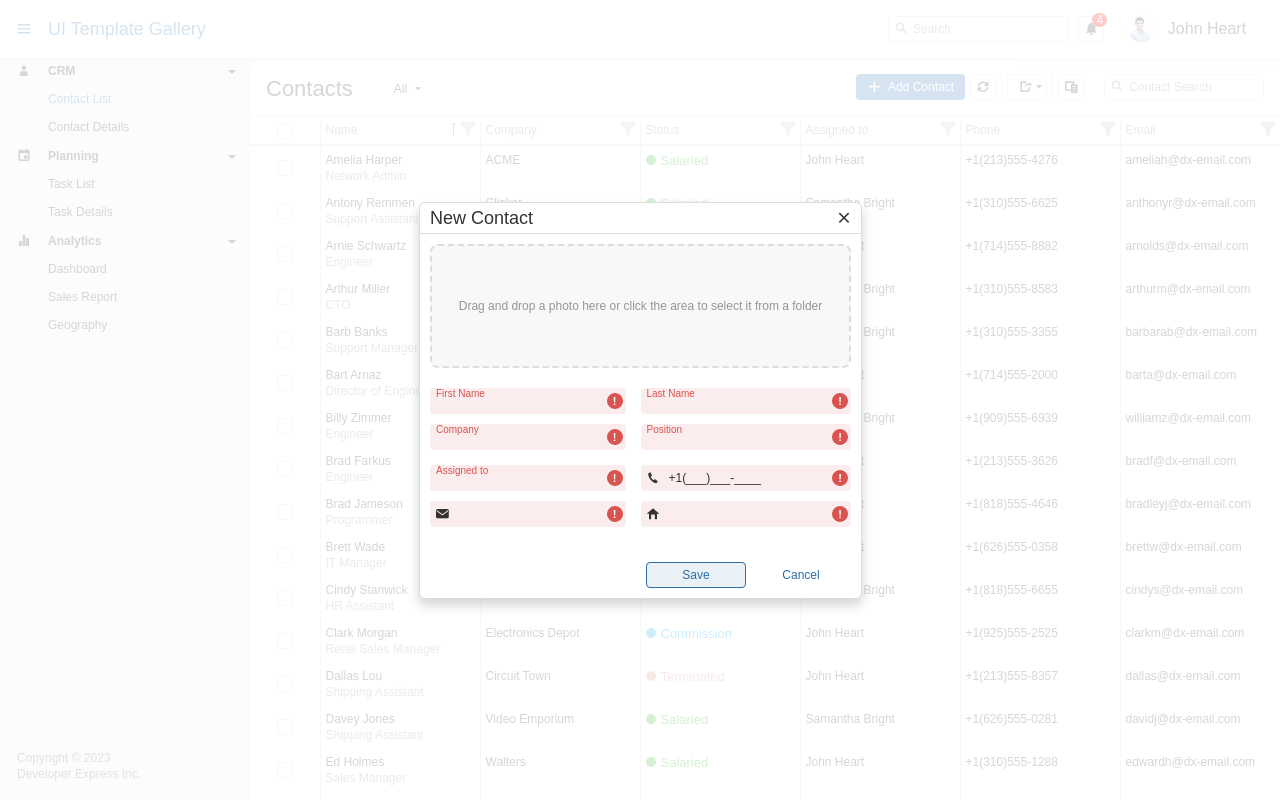 UI Template Gallery
Search
4
John Heart
CRM
Contact List
Contact Details
Planning
Task List
Task Details
Analytics
Dashboard
Sales Report
Geography
Copyright © 2023
Developer Express Inc.
Contacts
All
Add Contact
Contact Search
Name Company Status Assigned to Phone Email
Amelia Harper ACME Salaried John Heart +1(213)555-4276 ameliah@dx-email.com
Network Admin
Antony Remmen Bright +1(310)555-6625 anthonyr@dx-email.com
Support Assistant
Arnie Schwartz +1(714)555-8882 arnolds@dx-email.com
Engineer
Arthur Miller Bright +1(310)555-8583 arthurm@dx-email.com
CTO
Barb Banks Bright +1(310)555-3355 barbarab@dx-email.com
Support Manager
Bart Arnaz +1(714)555-2000 barta@dx-email.com
Director of
Billy Zimmer Bright +1(909)555-6939 williamz@dx-email.com
Engineer
Brad Farkus +1(213)555-3626 bradf@dx-email.com
Engineer
Brad Jameson +1(818)555-4646 bradleyj@dx-email.com
Programmer
Brett Wade +1(626)555-0358 brettw@dx-email.com
IT Manager
Cindy Stanwick Bright +1(818)555-6655 cindys@dx-email.com
HR Assistant
Clark Morgan Electronics Depot Commission John Heart +1(925)555-2525 clarkm@dx-email.com
Retail Sales Manager
Dallas Lou Circuit Town Terminated John Heart +1(213)555-8357 dallas@dx-email.com
Shipping Assistant
Davey Jones Video Emporium Salaried Samantha Bright +1(626)555-0281 davidj@dx-email.com
Shipping Assistant
Ed Holmes Walters Salaried John Heart +1(310)555-1288 edwardh@dx-email.com
Sales Manager
New Contact
Drag and drop a photo here or click the area to select it from a folder
First Name
Last Name
Company
Position
Assigned to
+1(___)___-____
Save
Cancel